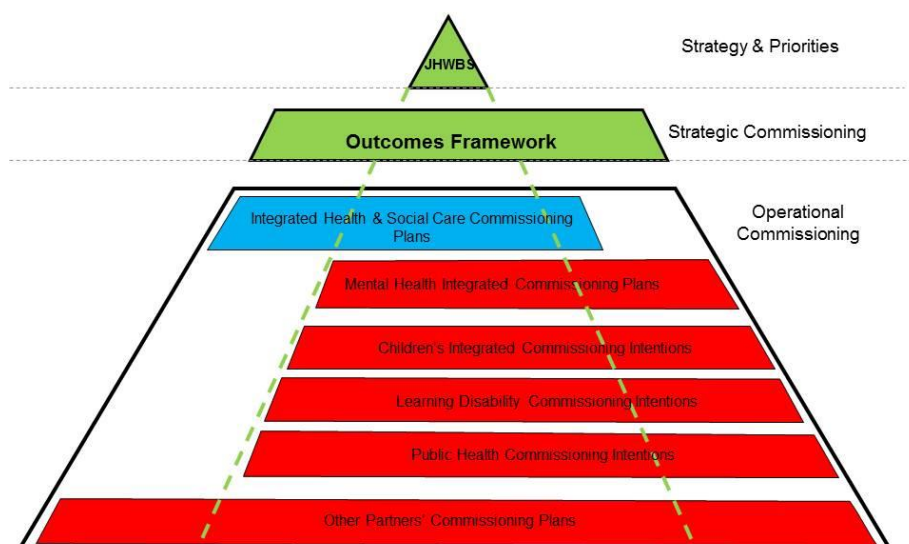 JHWBS
Strategy & Priorities
Outcomes Framework
Strategic Commissioning
Operational
Commissioning
Integrated Health & Social Care Commissioning
Plans
Mental Health Integrated Commissioning Plans
Children's Integrated Commissioning Intentions
Learning Disability Commissioning Intentions
Public Health Commissioning Intentions
Other Partners' Commissioning Plans